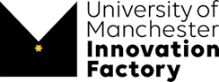 University of
Manchester
Innovation
Factory